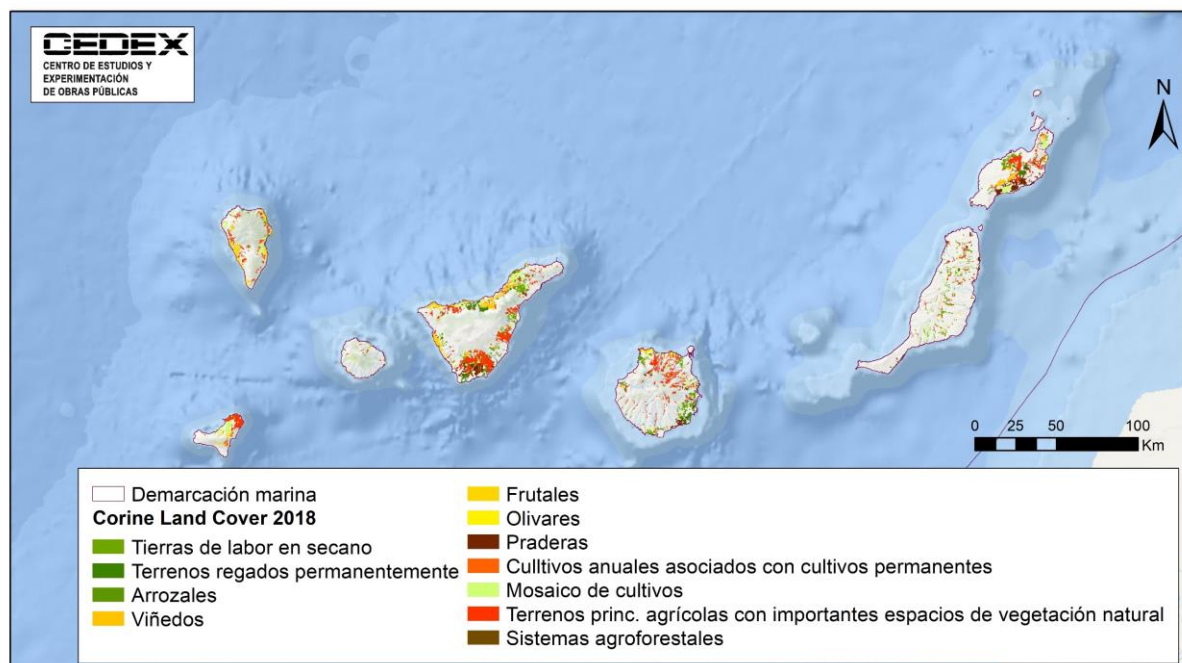 CEDEX
CENTRO DE ESTUDIOS Y
EXPERIMENTACIÓN
DE OBRAS PÚBLICAS
N
0 25 50 100
Km
Demarcación marina
Corine Land Cover 2018
Tierras de labor en secano
Terrenos regados permanentemente
Arrozales
Viñedos
Frutales
Olivares
Praderas
Culltivos anuales asociados con cultivos permanentes
Mosaico de cultivos
Terrenos princ. agrícolas con importantes espacios de vegetación natural
Sistemas agroforestales